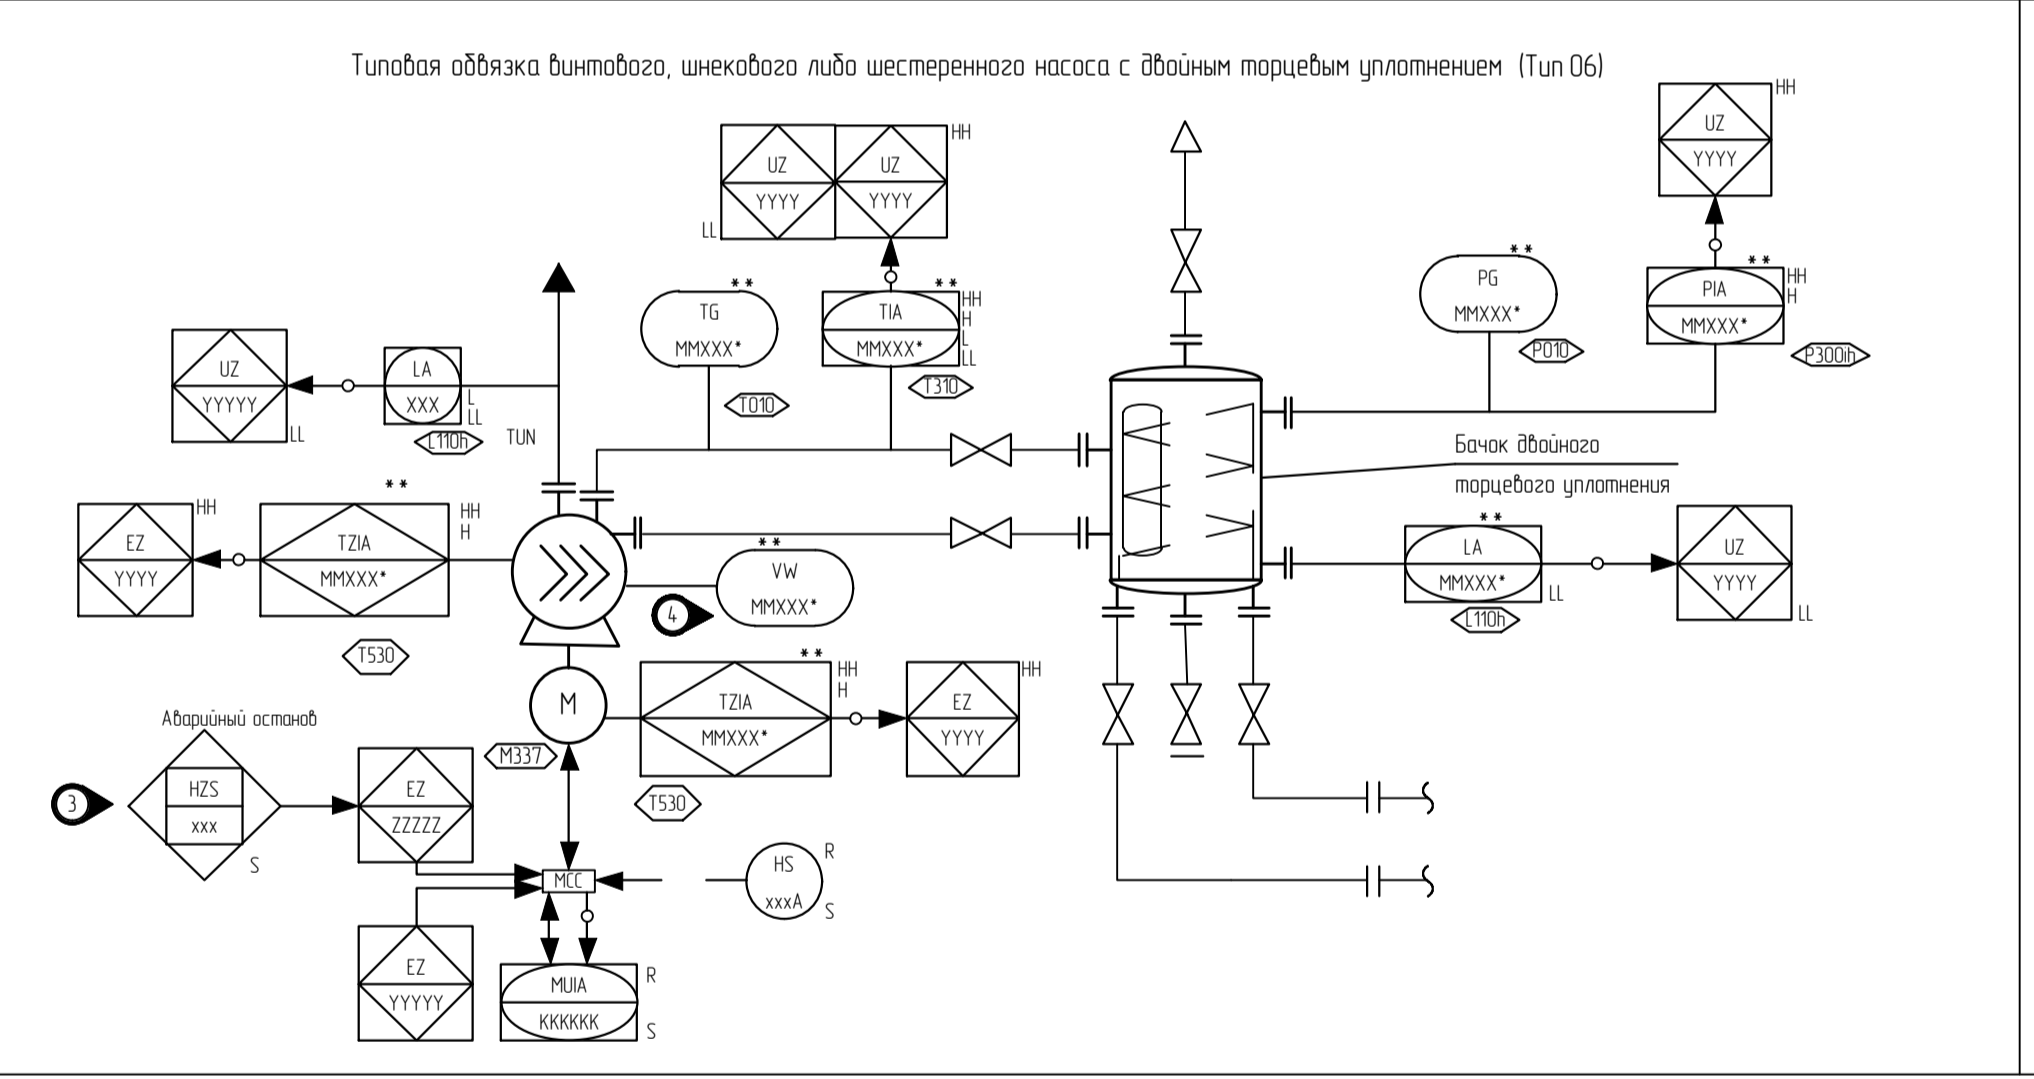 Типовая обвязка винтового, шнекового либо шестеренного насоса с двойным торцевым уплотнением (Тип 06)
HH
UZ
YYYY
HH
UZ
UZ
YYYY
YYYY
LL
**
PG
MMXXX*
P010
**
PIA
MMXXX*
HH
H
P300ih
**
TG
MMXXX*
T010
**
TIA
MMXXX*
HH
H
L
LL
T310
UZ
YYYYY
LL
LA
XXX
L
LL
L110h
TUN
Бачок двойного
торцевого уплотнения
HH
EZ
YYYY
**
TZIA
MMXXX*
HH
H
T530
**
VW
MMXXX*
4
**
LA
MMXXX*
LL
L110h
UZ
YYYY
LL
M
M337
**
TZIA
MMXXX*
HH
H
T530
HH
EZ
YYYY
Аварийный останов
3
HZS
xxx
S
EZ
ZZZZZ
MCC
HS
xxxA
R
S
EZ
YYYYY
MUIA
KKKKKK
R
S